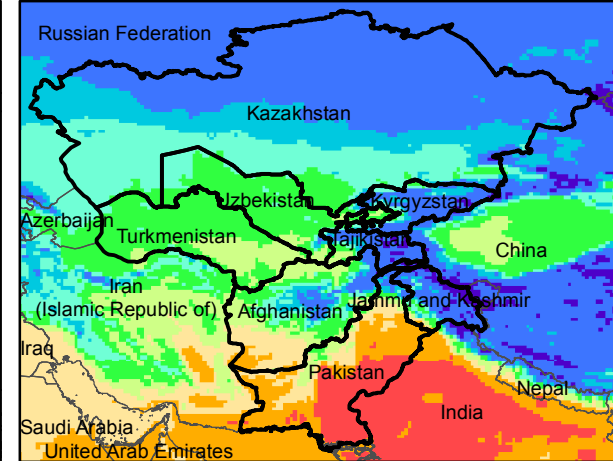 Russian Federation
Kazakhstan
Uzbekistan
Kyrgyzstan
Azerbaijan
Turkmenistan
Tajikistan
China
Iran
(Islamic Republic of)
Afghanistan
Jammu and Kashmir
Iraq
Pakistan
Nepal
India
Saudi Arabia
United Arab Emirates